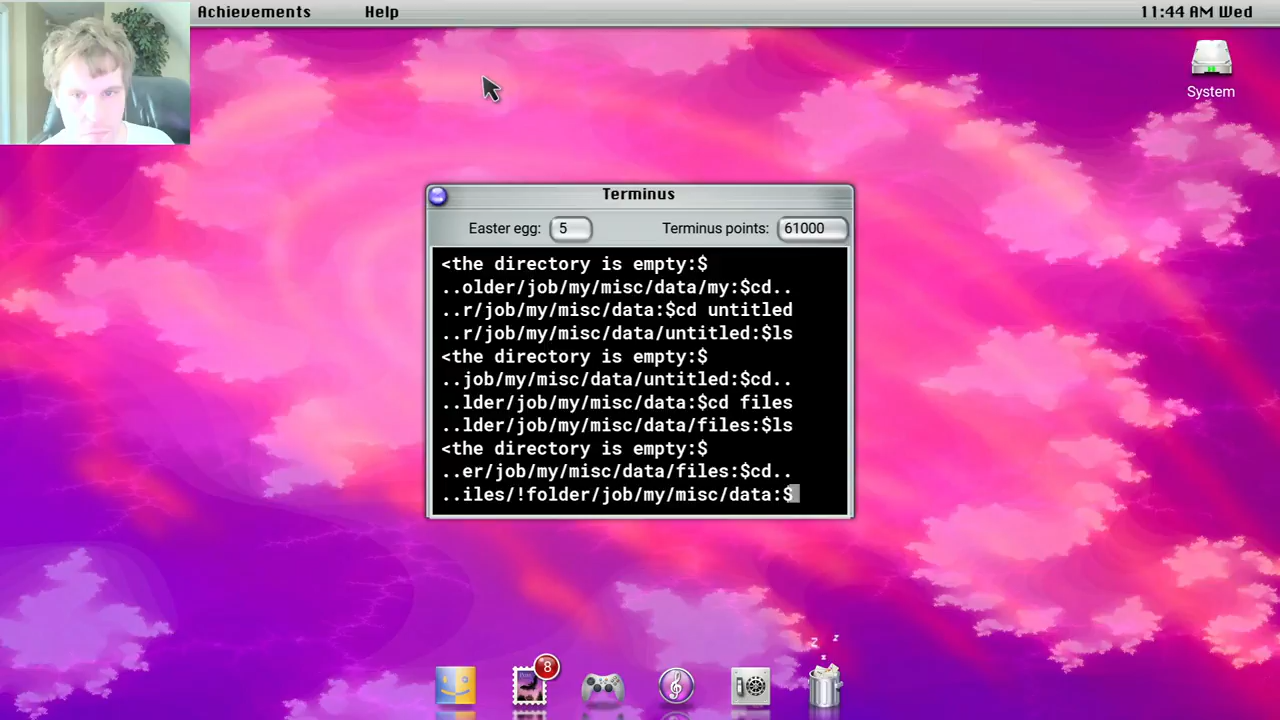 Achievements Help 11:44 AM Wed
System
Terminus
Easter egg: 5 Terminus points: 61000
<the directory is empty:$
..older/job/my/misc/data/my:$cd..
..r/job/my/misc/data:$cd untitled
..r/job/my/misc/data/untitled:$ls
<the directory is empty:$
..job/my/misc/data/untitled:$cd..
..lder/job/my/misc/data:$cd files
..lder/job/my/misc/data/files:$ls
<the directory is empty:$
..er/job/my/misc/data/files:$cd..
..iles/!folder/job/my/misc/data:$
z z
z
8